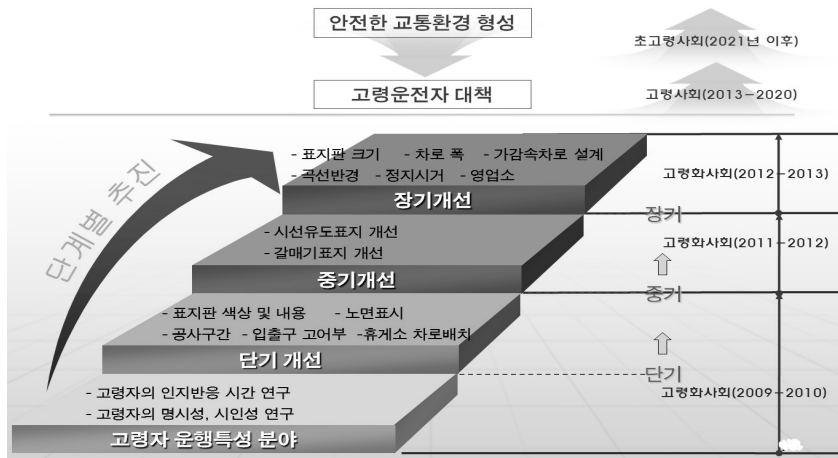 안전한 교통환경 형성
초고령사회(2021년 이후)
고령운전자 대책
고령사회(2013-2020)
단계별 추진
- 표지판 크기 - 차로 폭 - 가감속차로 설계
- 곡선반경 - 정지시거 - 영업소
장기개선
고령화사회(2012-2013)
장기
- 시선유도표지 개선
- 갈매기표지 개선
중기개선
고령화사회(2011-2012)
중기
- 표지판 색상 및 내용 - 노면표시
- 공사구간 - 입출구 고어부 -휴게소 차로배치
단기 개선
단기
- 고령자의 인지반응 시간 연구
- 고령자의 명시성, 시인성 연구
고령자 운행특성 분야
고령화사회(2009-2010)